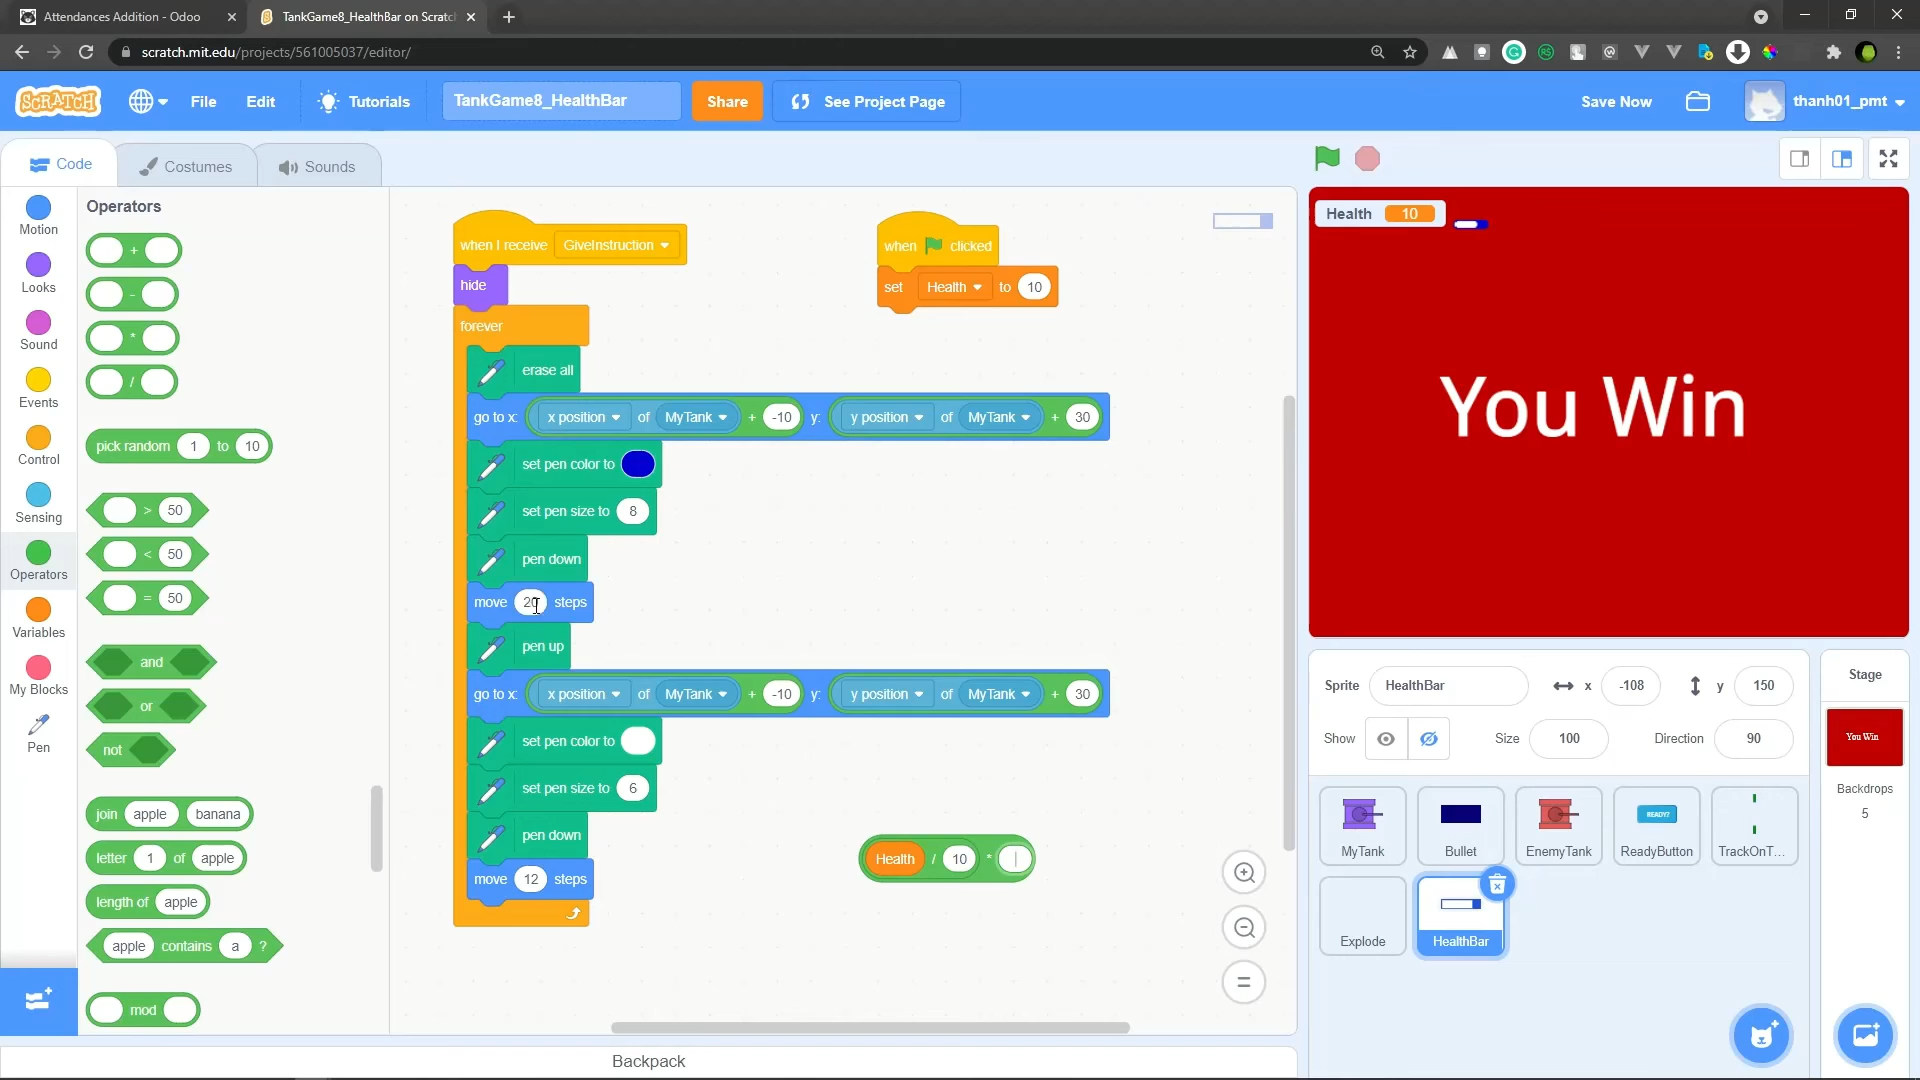 Attendances Addition - Odoo
TankGame8_HealthBar on Scratch
scratch.mit.edu/projects/561005037/editor/
SCRATCH
File
Edit
Tutorials
TankGame8_HealthBar
Share
See Project Page
Save Now
thanh01_pmt
Code
Costumes
Sounds
Motion
Looks
Sound
Events
Control
Sensing
Operators
Variables
My Blocks
Pen
Operators
+
-
*
/
pick random 1 to 10
> 50
< 50
= 50
and
or
not
join apple banana
letter 1 of apple
length of apple
apple contains a ?
mod
when I receive GiveInstruction
hide
forever
erase all
go to x: x position of MyTank + -10 y: y position of MyTank + 30
set pen color to
set pen size to 8
pen down
move 20 steps
pen up
go to x: x position of MyTank + -10 y: y position of MyTank + 30
set pen color to
set pen size to 6
pen down
move 12 steps
when clicked
set Health to 10
Health / 10 *
Health 10
You Win
Sprite HealthBar x -108 y 150
Show Size 100 Direction 90
MyTank
Bullet
EnemyTank
READY?
ReadyButton
TrackOnT...
Explode
HealthBar
Stage
You Win
Backdrops
5
Backpack